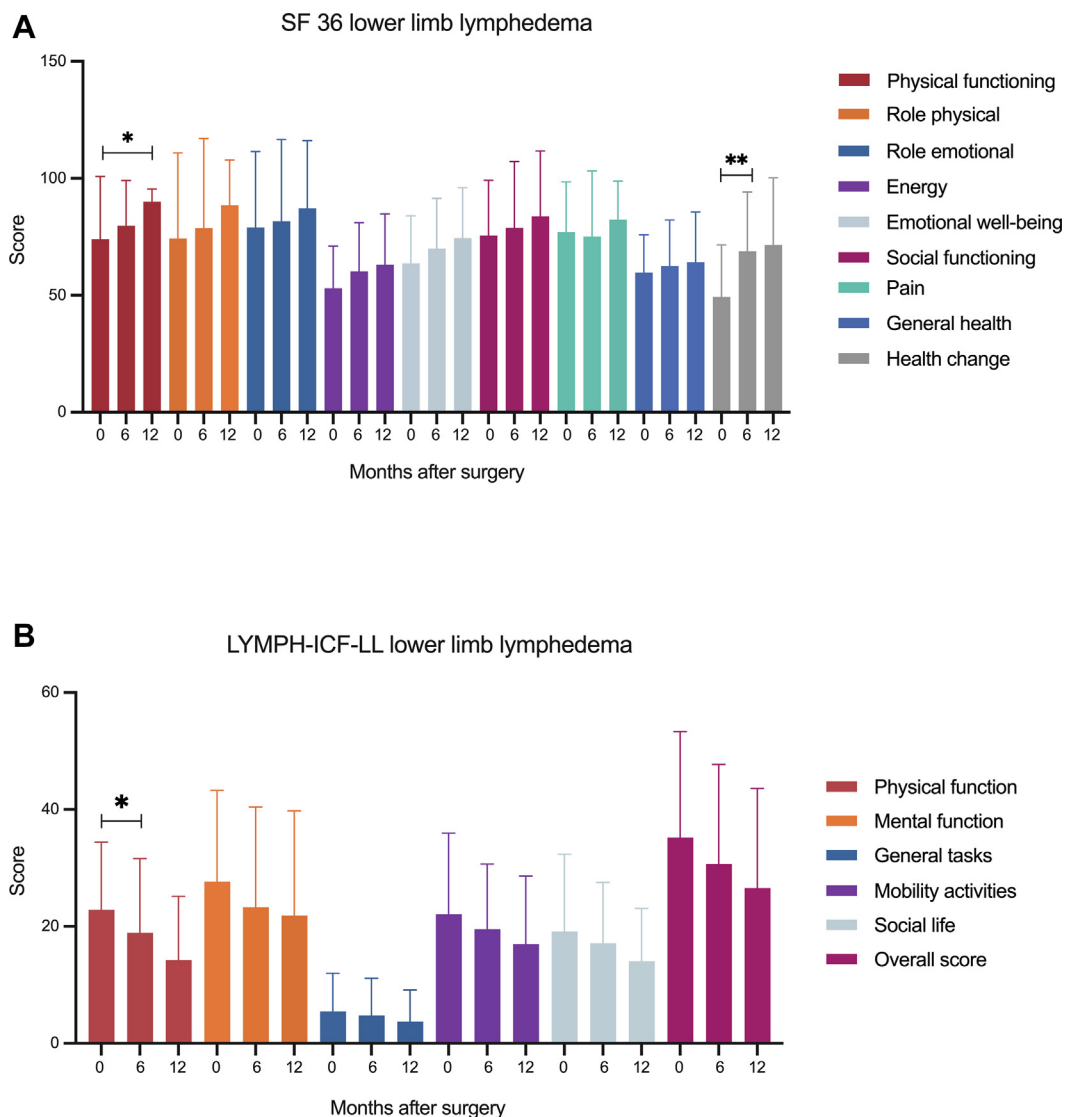 A
SF 36 lower limb lymphedema
150
100
50
0
Score
*
**
0 6 12 0 6 12 0 6 12 0 6 12 0 6 12 0 6 12 0 6 12 0 6 12 0 6 12
Months after surgery
Physical functioning
Role physical
Role emotional
Energy
Emotional well-being
Social functioning
Pain
General health
Health change
B
LYMPH-ICF-LL lower limb lymphedema
60
40
20
0
Score
*
0 6 12 0 6 12 0 6 12 0 6 12 0 6 12 0 6 12
Months after surgery
Physical function
Mental function
General tasks
Mobility activities
Social life
Overall score